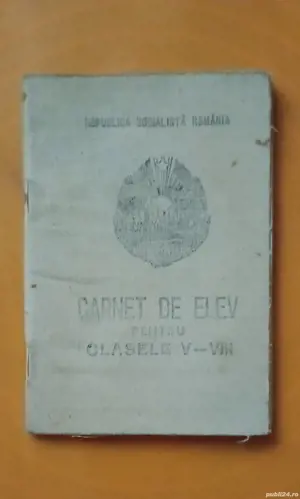 REPUBLICA SOCIALISTĂ ROMÂNIA
CARNET DE ELEV
PENTRU
CLASELE V—VIII
publi24.ro